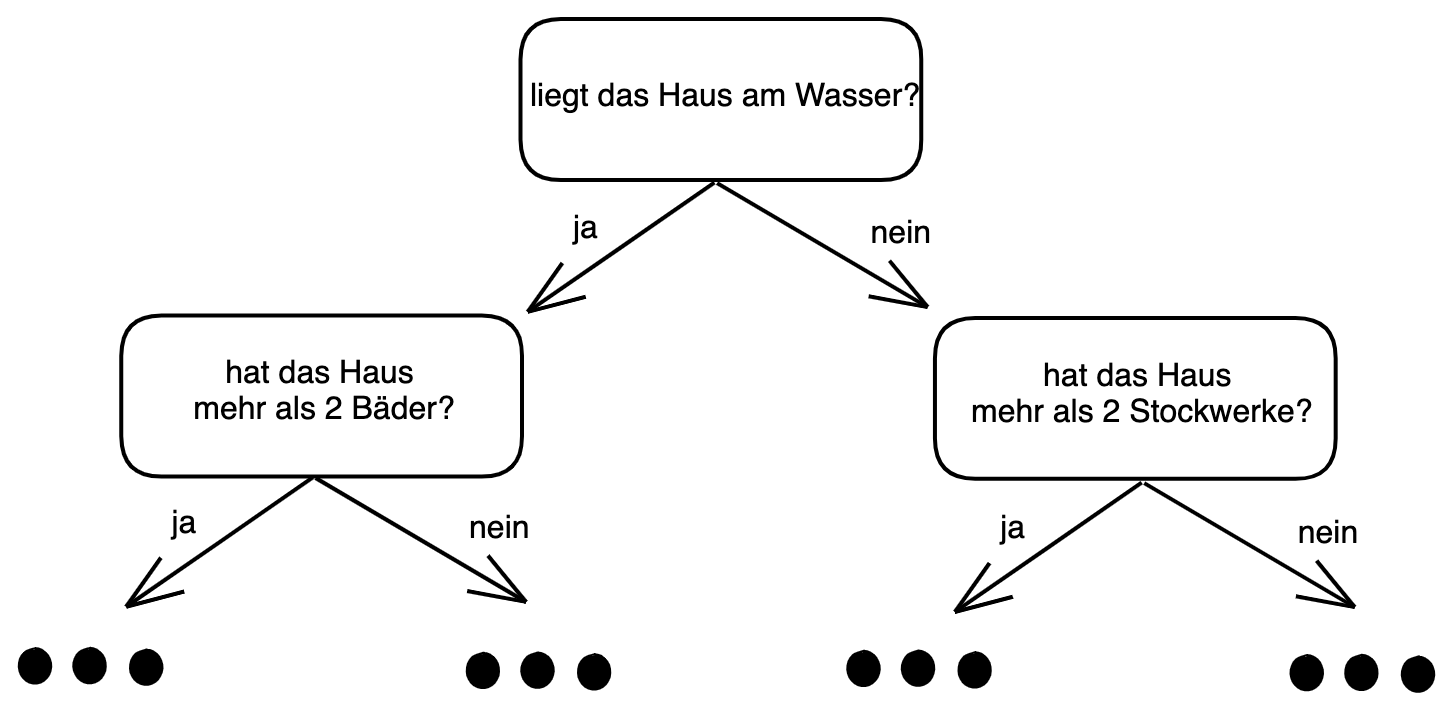 liegt das Haus am Wasser?
ja
nein
hat das Haus
mehr als 2 Bäder?
hat das Haus
mehr als 2 Stockwerke?
ja
nein
ja
nein